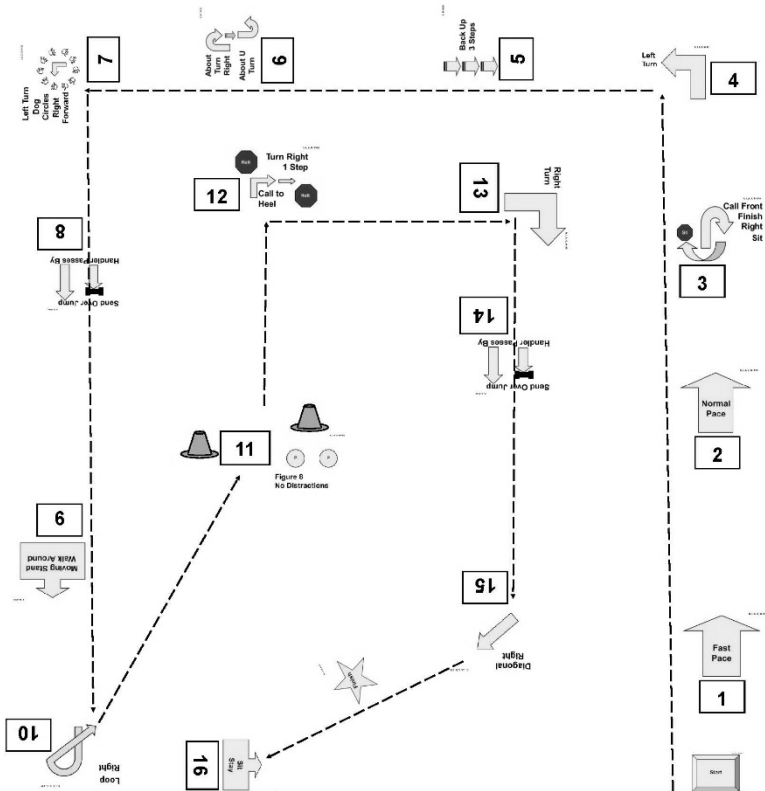 7
Left Turn
Dog
Circles
Right
Forward
About
Turn
Right
About U
Turn
6
Back Up
3 Steps
5
Left
Turn
4
Halt
Turn Right
1 Step
12
Call to
Heel
Halt
13
Right
Turn
Call Front
Finish
Right
Sit
Sit
3
8
Handler Passes By
Send Over Jump
14
Handler Passes By
Send Over Jump
Normal
Pace
2
11
Figure 8
No Distractions
P
P
9
Moving Stand
Walk Around
15
Diagonal
Right
Fast
Pace
1
Finish
10
Loop
Right
16
Sit
Stay
Start